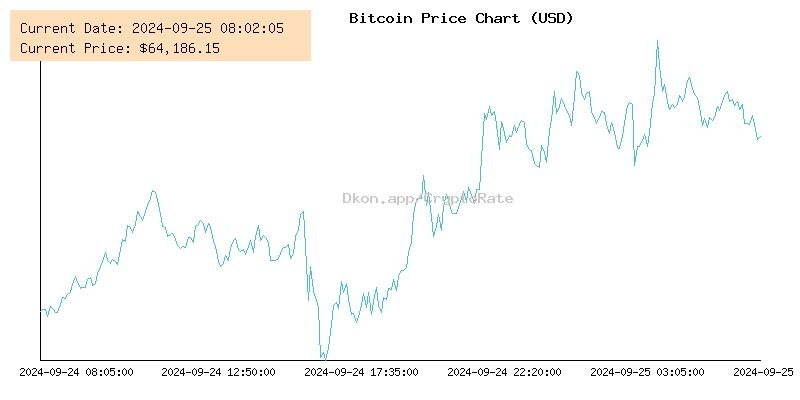 Bitcoin Price Chart (USD)
Current Date: 2024-09-25 08:02:05
Current Price: $64,186.15
Dkon.app-CryptoRate
2024-09-24 08:05:00
2024-09-24 12:50:00
2024-09-24 17:35:00
2024-09-24 22:20:00
2024-09-25 03:05:00
2024-09-25